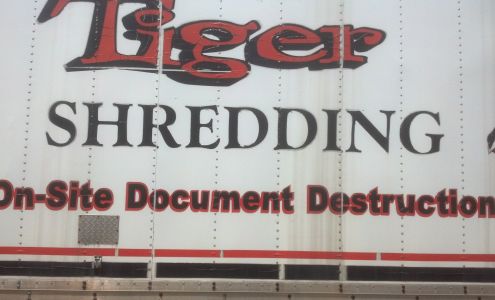 Tiger
SHREDDING
On-Site Document Destruction